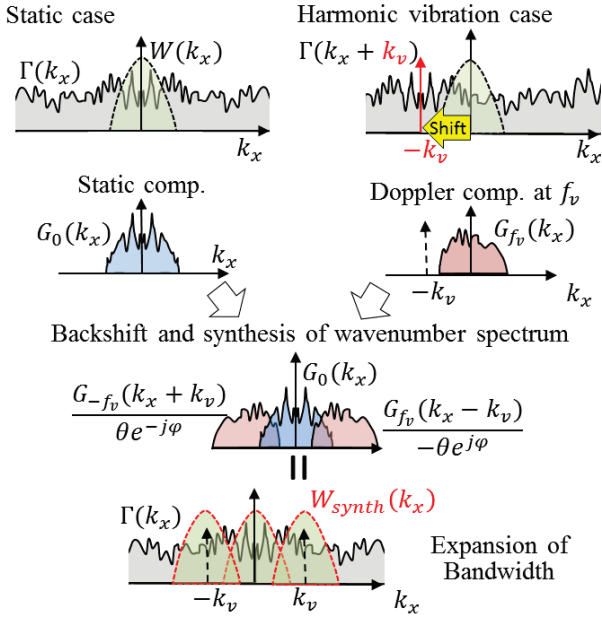 Static case
Harmonic vibration case
Γ(k_x)
W(k_x)
k_x
Γ(k_x + k_v)
Shift
−k_v
k_x
Static comp.
G_0(k_x)
k_x
Doppler comp. at f_v
G_{f_v}(k_x)
−k_v
k_x
Backshift and synthesis of wavenumber spectrum
G_{−f_v}(k_x + k_v)
θe^{−jφ}
G_0(k_x)
G_{f_v}(k_x − k_v)
−θe^{jφ}
=
Γ(k_x)
W_{synth}(k_x)
−k_v
k_v
k_x
Expansion of
Bandwidth